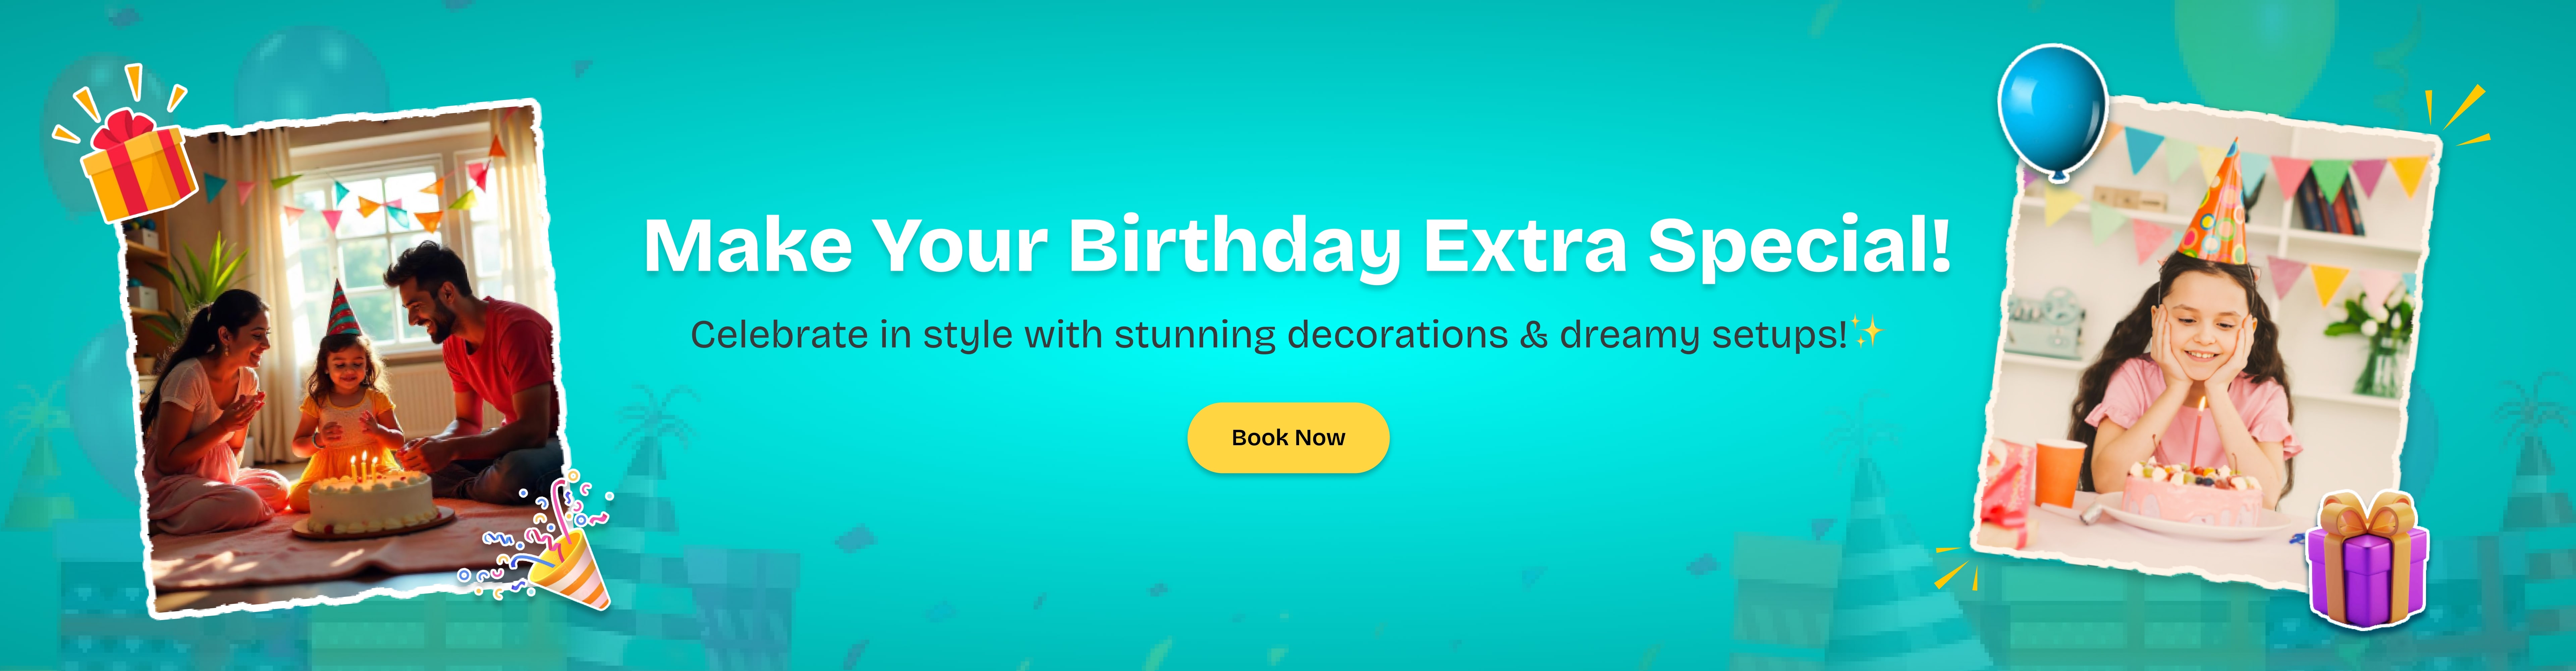 Make Your Birthday Extra Special!
Celebrate in style with stunning decorations & dreamy setups!✨
Book Now